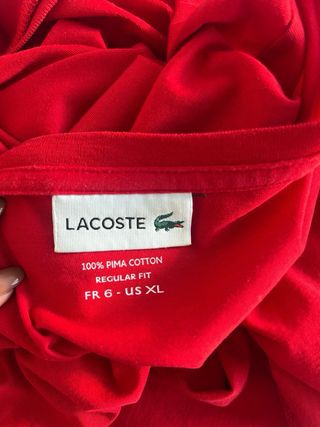 LACOSTE
100% PIMA COTTON
REGULAR FIT
FR 6 - US XL